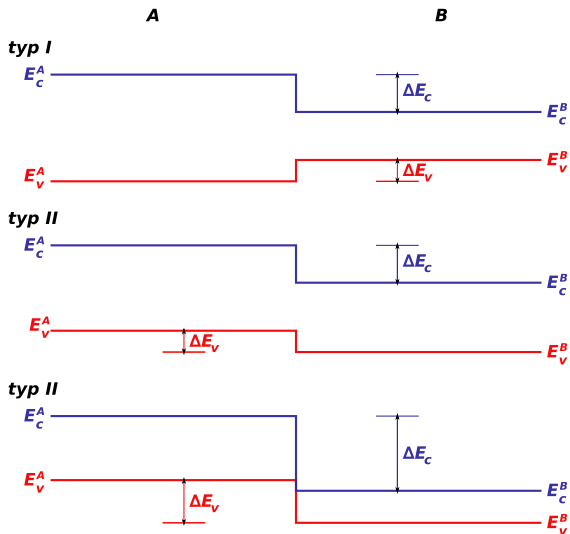 A B
typ I
E_c^A
ΔE_c
E_c^B
E_v^A
ΔE_v
E_v^B
typ II
E_c^A
ΔE_c
E_c^B
E_v^A
ΔE_v
E_v^B
typ II
E_c^A
ΔE_c
E_v^A
E_c^B
ΔE_v
E_v^B